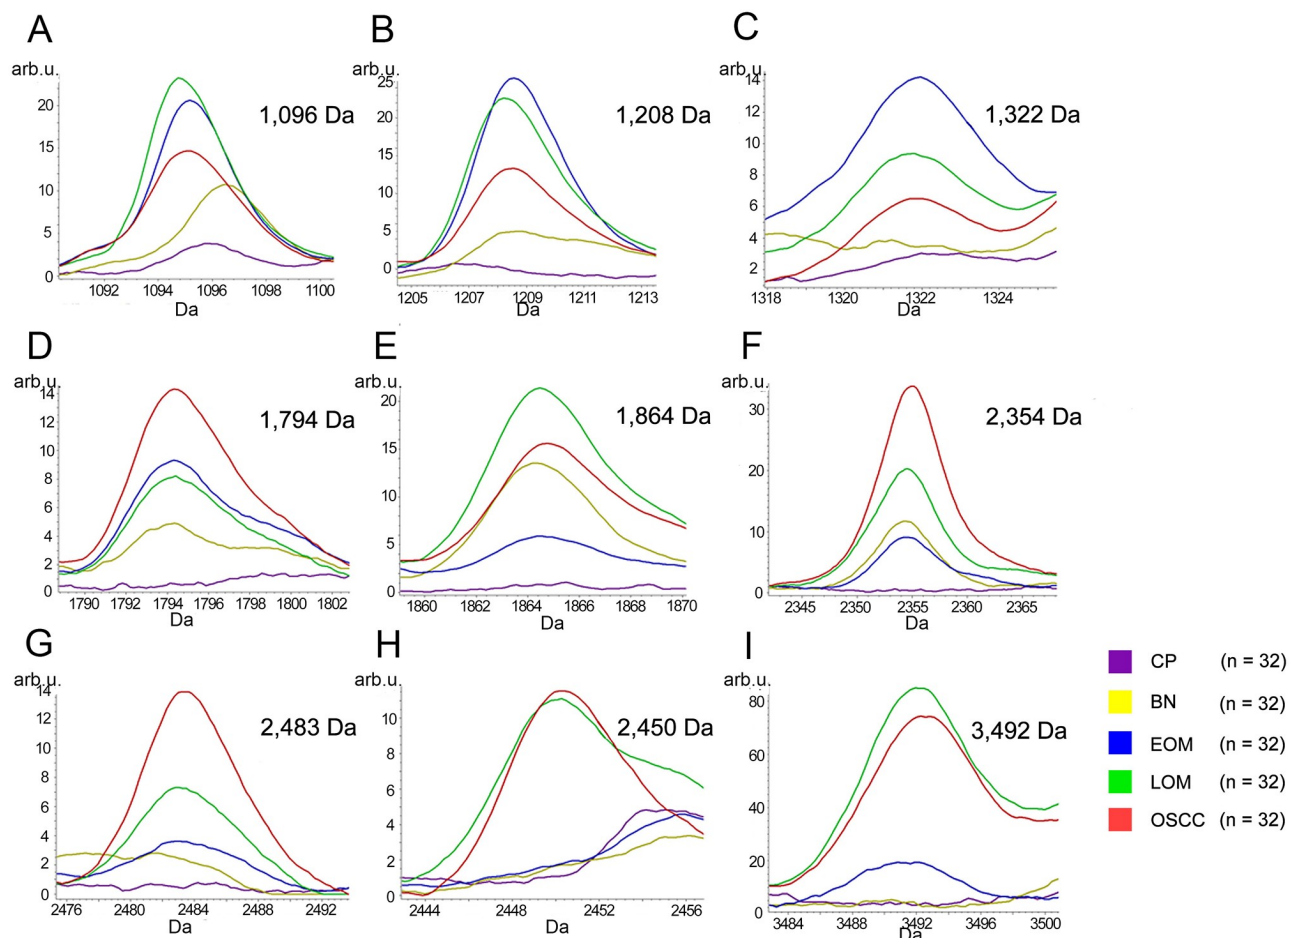 A
arb.u.
1,096 Da
20
15
10
5
0
1092 1094 1096 1098 1100
Da
B
arb.u.
1,208 Da
25
20
15
10
5
0
1205 1207 1209 1211 1213
Da
C
arb.u.
1,322 Da
14
12
10
8
6
4
2
1318 1320 1322 1324
Da
D
arb.u.
1,794 Da
14
12
10
8
6
4
2
0
1790 1792 1794 1796 1798 1800 1802
Da
E
arb.u.
1,864 Da
20
15
10
5
0
1860 1862 1864 1866 1868 1870
Da
F
arb.u.
2,354 Da
30
20
10
0
2345 2350 2355 2360 2365
Da
G
arb.u.
2,483 Da
14
12
10
8
6
4
2
0
2476 2480 2484 2488 2492
Da
H
arb.u.
2,450 Da
10
8
6
4
2
0
2444 2448 2452 2456
Da
I
arb.u.
3,492 Da
80
60
40
20
0
3484 3488 3492 3496 3500
Da
CP (n = 32)
BN (n = 32)
EOM (n = 32)
LOM (n = 32)
OSCC (n = 32)